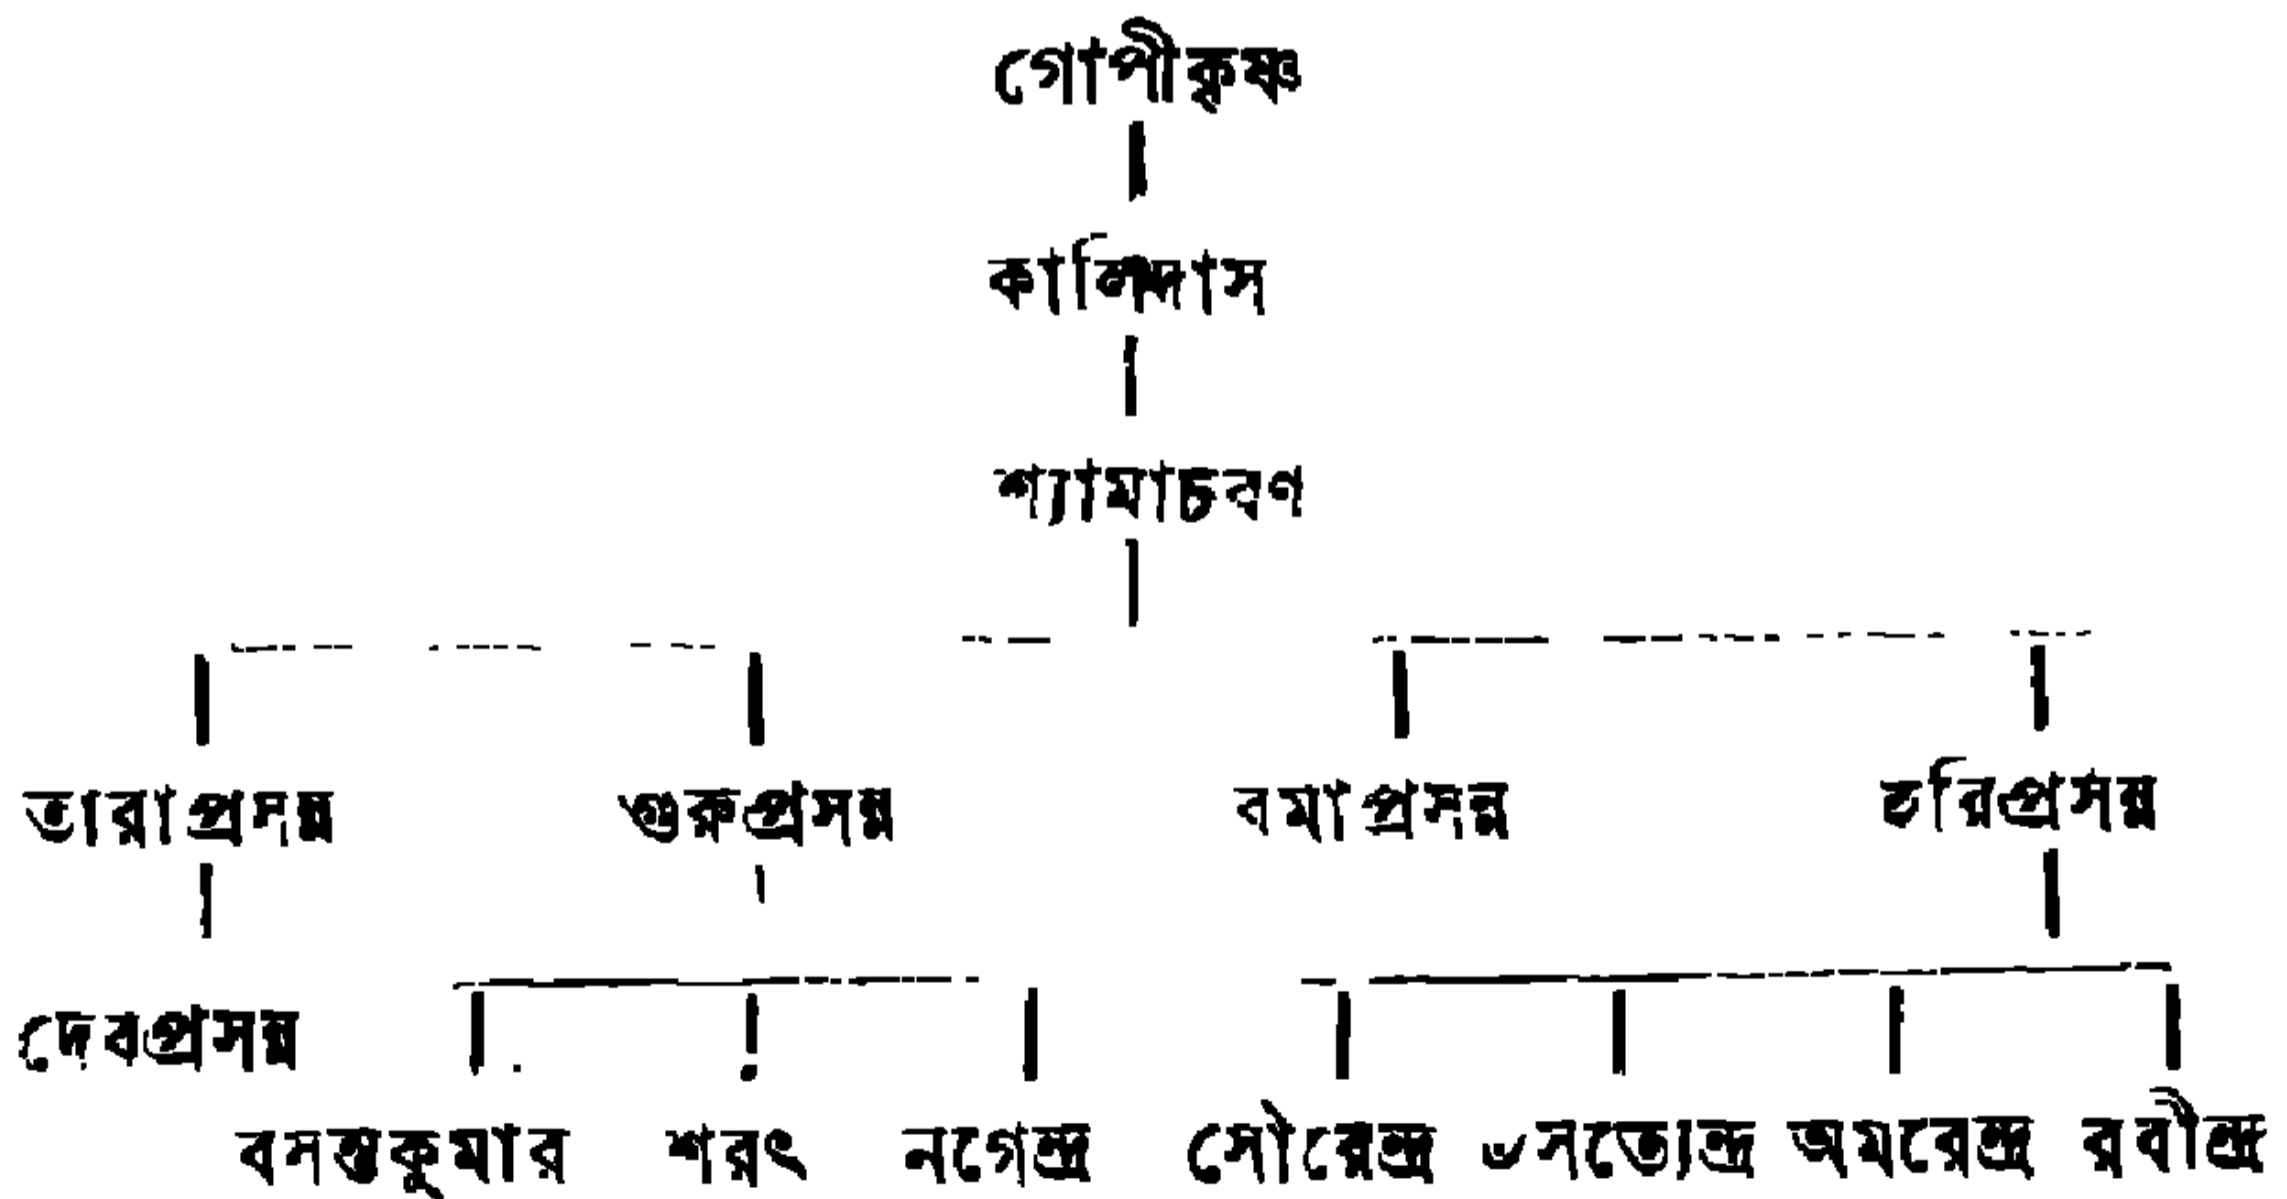 গোপীকৃষ্ণ
কালিদাস
শ্যামাচরণ
তারাপ্রসন্ন গুরুপ্রসন্ন রমাপ্রসন্ন হরিপ্রসন্ন
দেবপ্রসন্ন
বসন্তকুমার শরৎ নগেন্দ্র সৌরেন্দ্র ৺সত্যেন্দ্র অমরেন্দ্র রবীন্দ্র